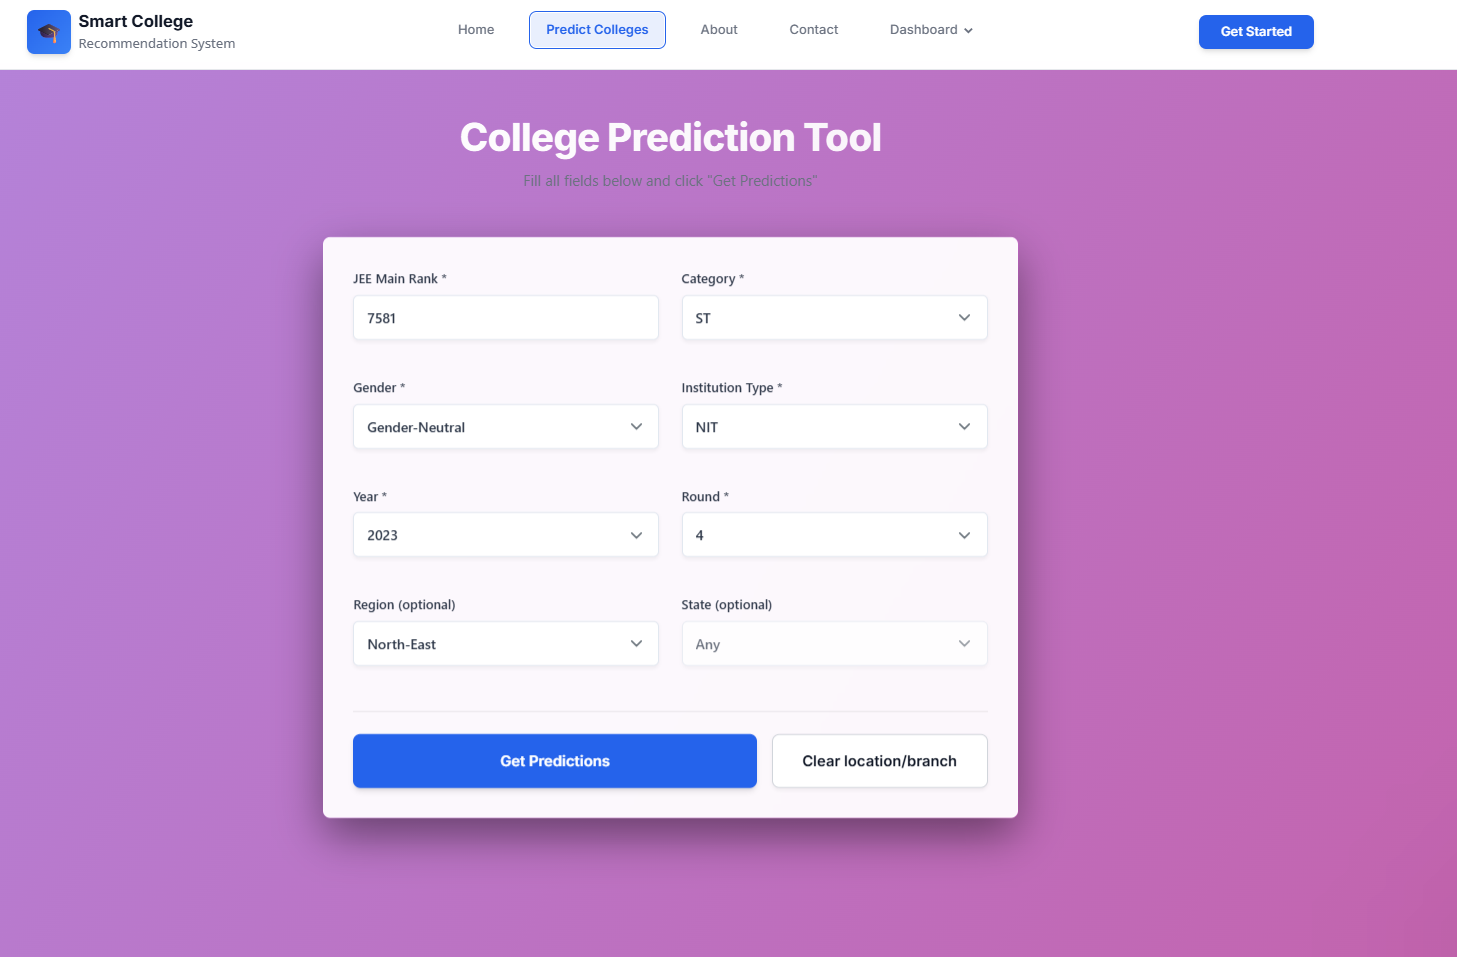 Smart College
Recommendation System
Home
Predict Colleges
About
Contact
Dashboard
Get Started
College Prediction Tool
Fill all fields below and click "Get Predictions"
JEE Main Rank *
Category *
7581
ST
Gender *
Institution Type *
Gender-Neutral
NIT
Year *
Round *
2023
4
Region (optional)
State (optional)
North-East
Any
Get Predictions
Clear location/branch